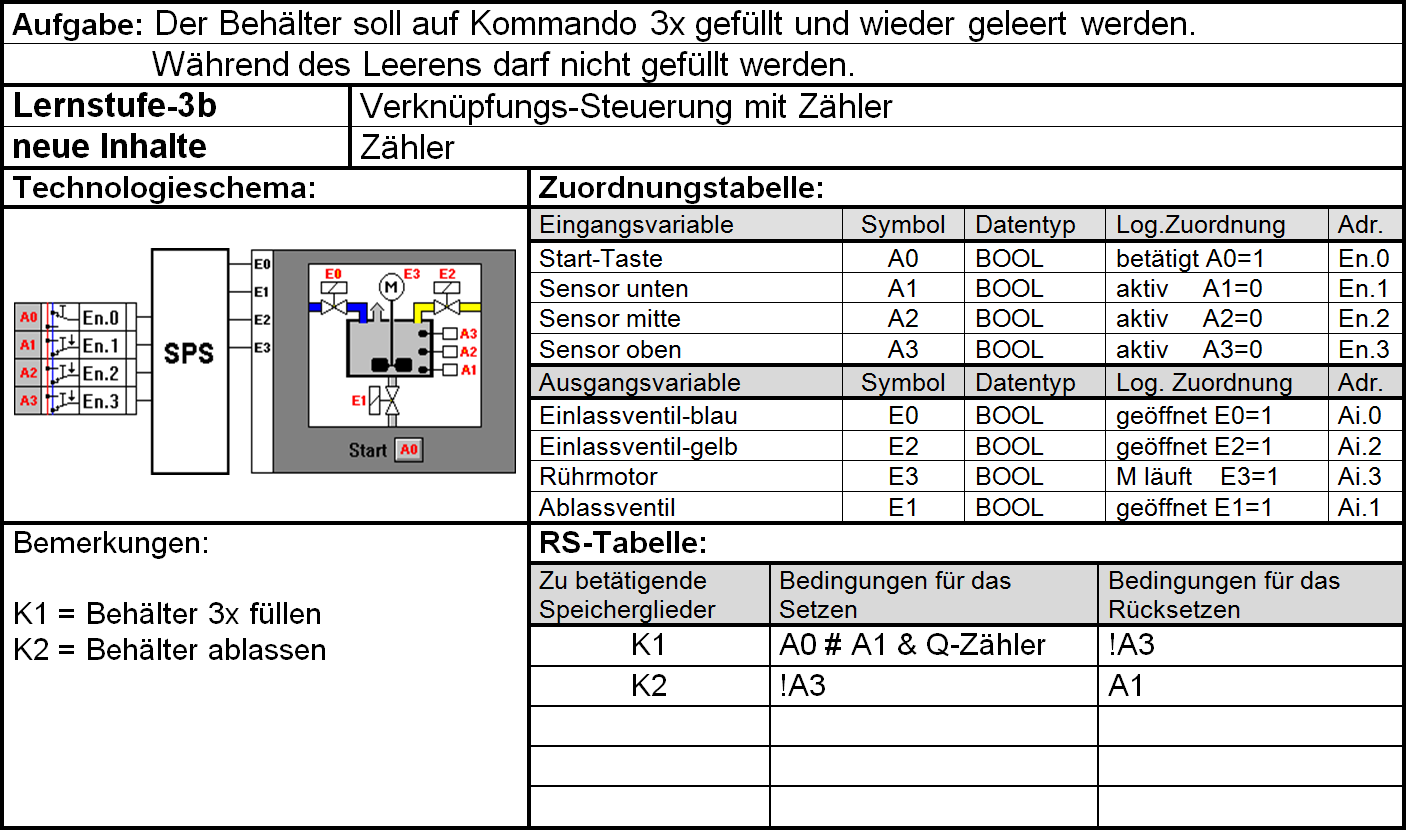 Aufgabe: Der Behälter soll auf Kommando 3x gefüllt und wieder geleert werden.
Während des Leerens darf nicht gefüllt werden.
Lernstufe-3b Verknüpfungs-Steuerung mit Zähler
neue Inhalte Zähler
Technologieschema:
A0 En.0
A1 En.1
A2 En.2
A3 En.3
SPS
E0
E1
E2
E3
E0 E3 E2
M
A3
A2
A1
E1
Start A0
Zuordnungstabelle:
Eingangsvariable Symbol Datentyp Log.Zuordnung Adr.
Start-Taste A0 BOOL betätigt A0=1 En.0
Sensor unten A1 BOOL aktiv A1=0 En.1
Sensor mitte A2 BOOL aktiv A2=0 En.2
Sensor oben A3 BOOL aktiv A3=0 En.3
Ausgangsvariable Symbol Datentyp Log. Zuordnung Adr.
Einlassventil-blau E0 BOOL geöffnet E0=1 Ai.0
Einlassventil-gelb E2 BOOL geöffnet E2=1 Ai.2
Rührmotor E3 BOOL M läuft E3=1 Ai.3
Ablassventil E1 BOOL geöffnet E1=1 Ai.1
Bemerkungen:
K1 = Behälter 3x füllen
K2 = Behälter ablassen
RS-Tabelle:
Zu betätigende Bedingungen für das Bedingungen für das
Speicherglieder Setzen Rücksetzen
K1 A0 # A1 & Q-Zähler !A3
K2 !A3 A1